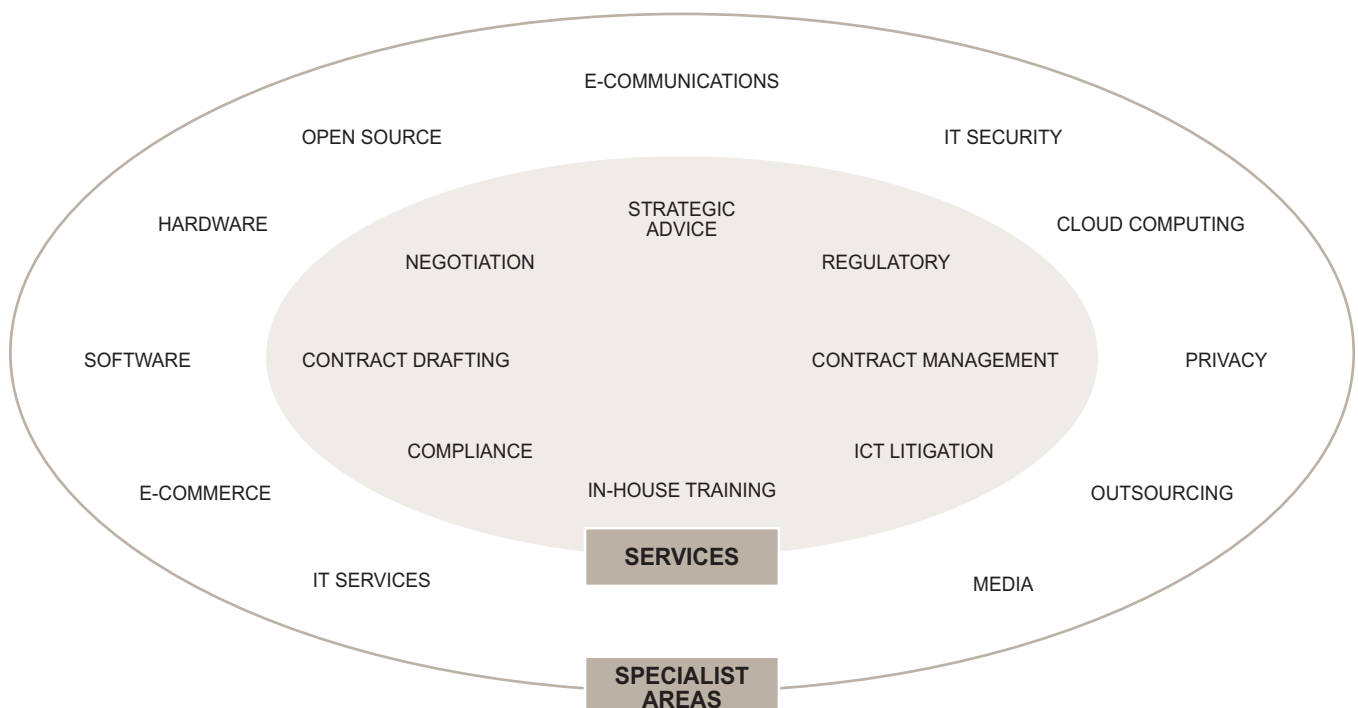 E-COMMUNICATIONS
OPEN SOURCE
IT SECURITY
STRATEGIC
ADVICE
HARDWARE
CLOUD COMPUTING
NEGOTIATION
REGULATORY
SOFTWARE
CONTRACT DRAFTING
CONTRACT MANAGEMENT
PRIVACY
COMPLIANCE
ICT LITIGATION
E-COMMERCE
IN-HOUSE TRAINING
OUTSOURCING
SERVICES
IT SERVICES
MEDIA
SPECIALIST
AREAS